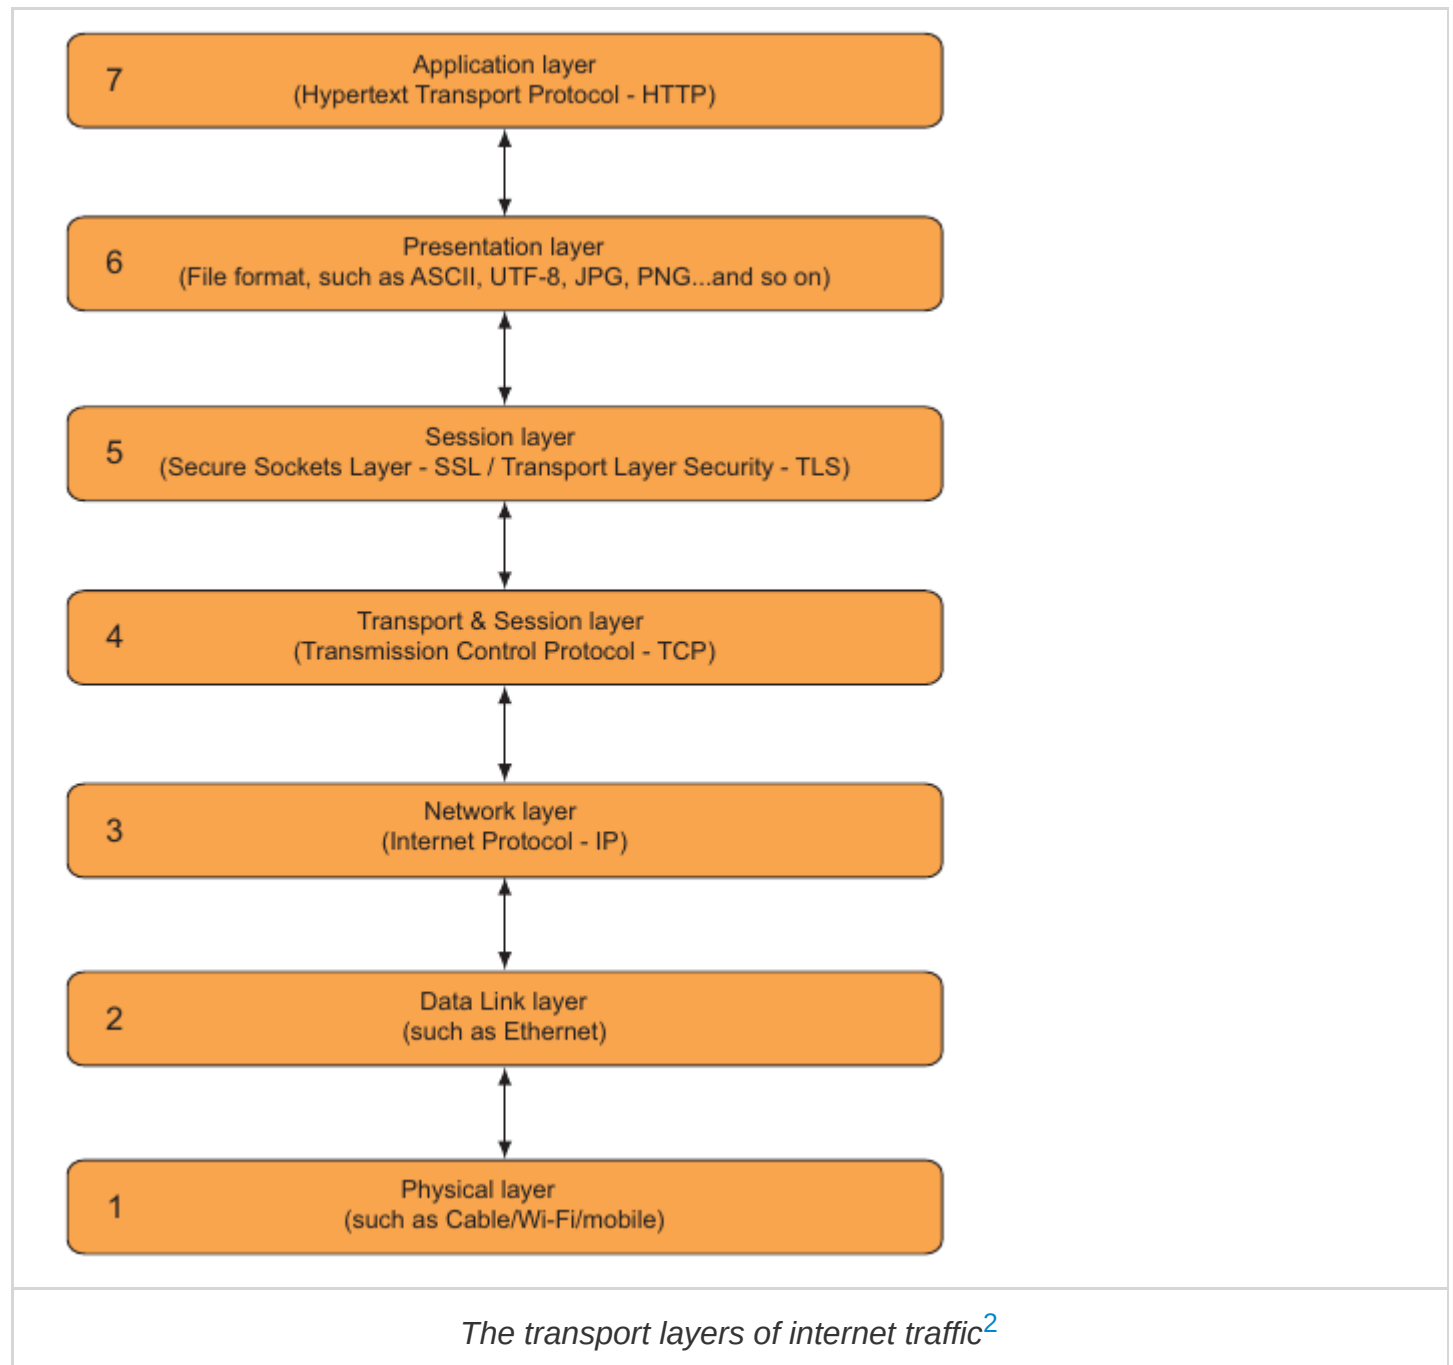 7
Application layer
(Hypertext Transport Protocol - HTTP)
6
Presentation layer
(File format, such as ASCII, UTF-8, JPG, PNG...and so on)
5
Session layer
(Secure Sockets Layer - SSL / Transport Layer Security - TLS)
4
Transport & Session layer
(Transmission Control Protocol - TCP)
3
Network layer
(Internet Protocol - IP)
2
Data Link layer
(such as Ethernet)
1
Physical layer
(such as Cable/Wi-Fi/mobile)
The transport layers of internet traffic2